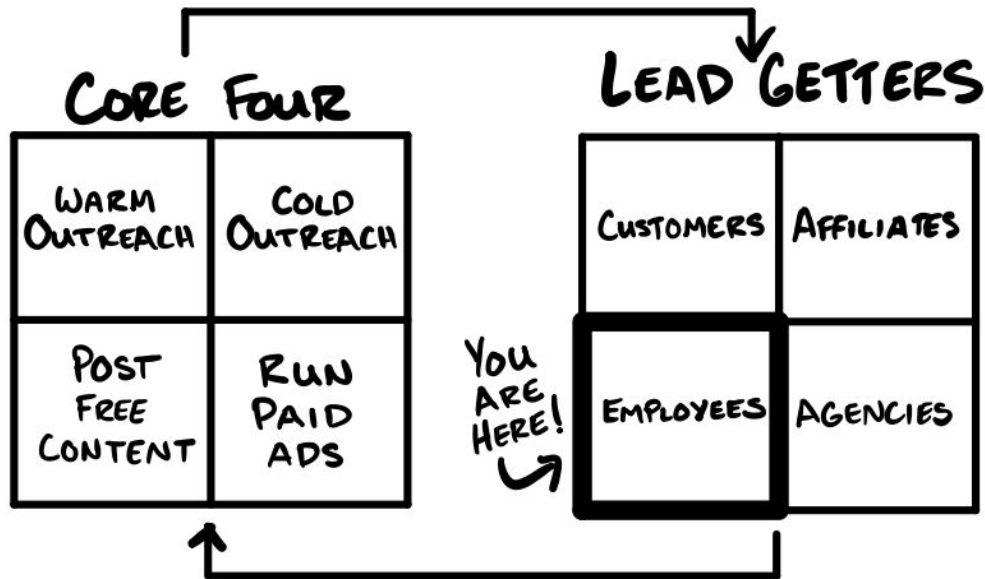 CORE FOUR
WARM
OUTREACH
COLD
OUTREACH
POST
FREE
CONTENT
RUN
PAID
ADS
LEAD GETTERS
CUSTOMERS
AFFILIATES
YOU
ARE
HERE!
EMPLOYEES
AGENCIES